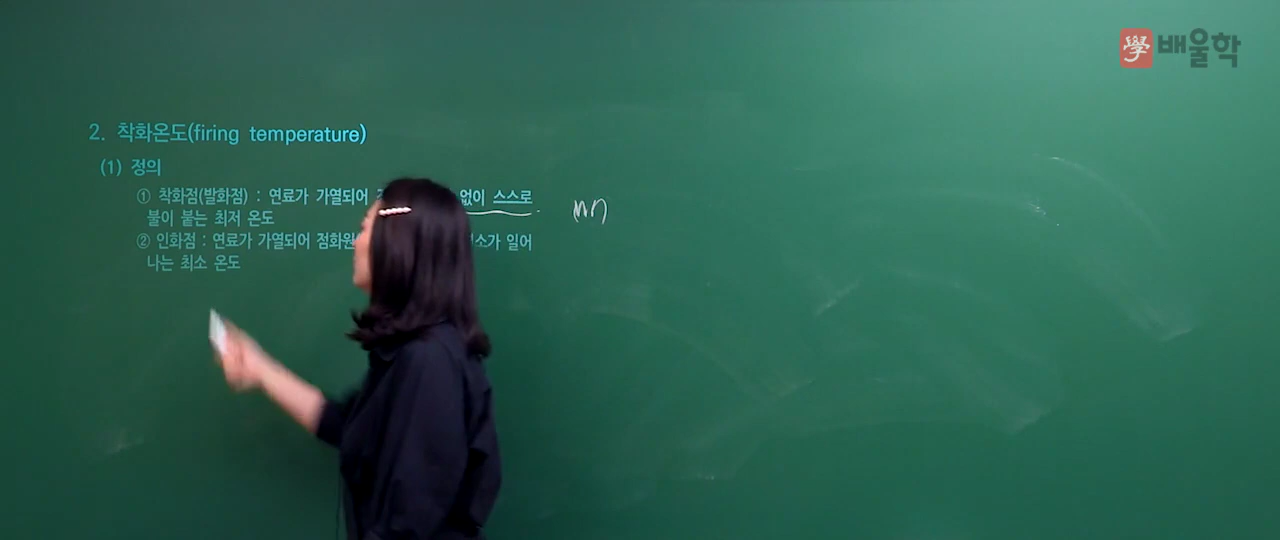 學 배울학
2. 착화온도(firing temperature)
(1) 정의
① 착화점(발화점) : 연료가 가열되어 없이 스스로
불이 붙는 최저 온도
② 인화점 : 연료가 가열되어 점화원 일어
나는 최소 온도